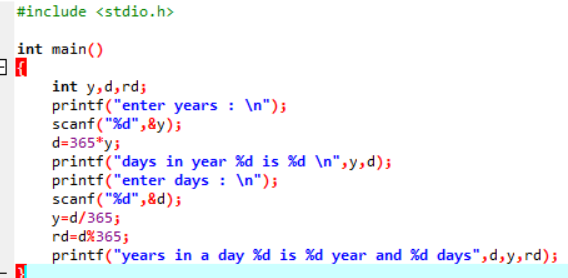 #include <stdio.h>
int main()
{
int y,d,rd;
printf("enter years : \n");
scanf("%d",&y);
d=365*y;
printf("days in year %d is %d \n",y,d);
printf("enter days : \n");
scanf("%d",&d);
y=d/365;
rd=d%365;
printf("years in a day %d is %d year and %d days",d,y,rd);
}